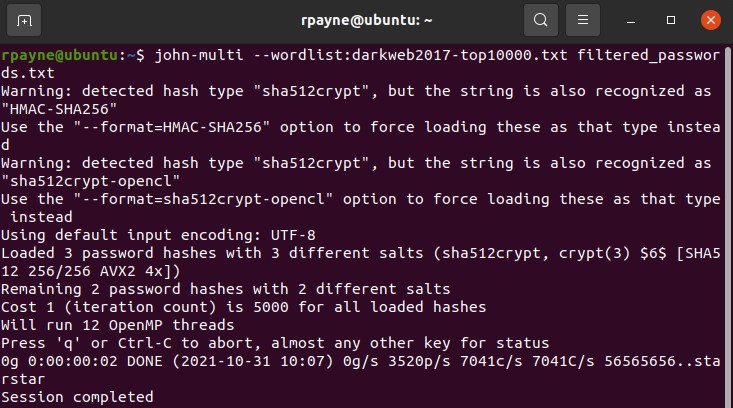 rpayne@ubuntu: ~
rpayne@ubuntu:~$ john-multi --wordlist:darkweb2017-top10000.txt filtered_passwor
ds.txt
Warning: detected hash type "sha512crypt", but the string is also recognized as
"HMAC-SHA256"
Use the "--format=HMAC-SHA256" option to force loading these as that type instea
d
Warning: detected hash type "sha512crypt", but the string is also recognized as
"sha512crypt-opencl"
Use the "--format=sha512crypt-opencl" option to force loading these as that type
 instead
Using default input encoding: UTF-8
Loaded 3 password hashes with 3 different salts (sha512crypt, crypt(3) $6$ [SHA5
12 256/256 AVX2 4x])
Remaining 2 password hashes with 2 different salts
Cost 1 (iteration count) is 5000 for all loaded hashes
Will run 12 OpenMP threads
Press 'q' or Ctrl-C to abort, almost any other key for status
0g 0:00:00:02 DONE (2021-10-31 10:07) 0g/s 3520p/s 7041c/s 7041C/s 56565656..sta
rstar
Session completed